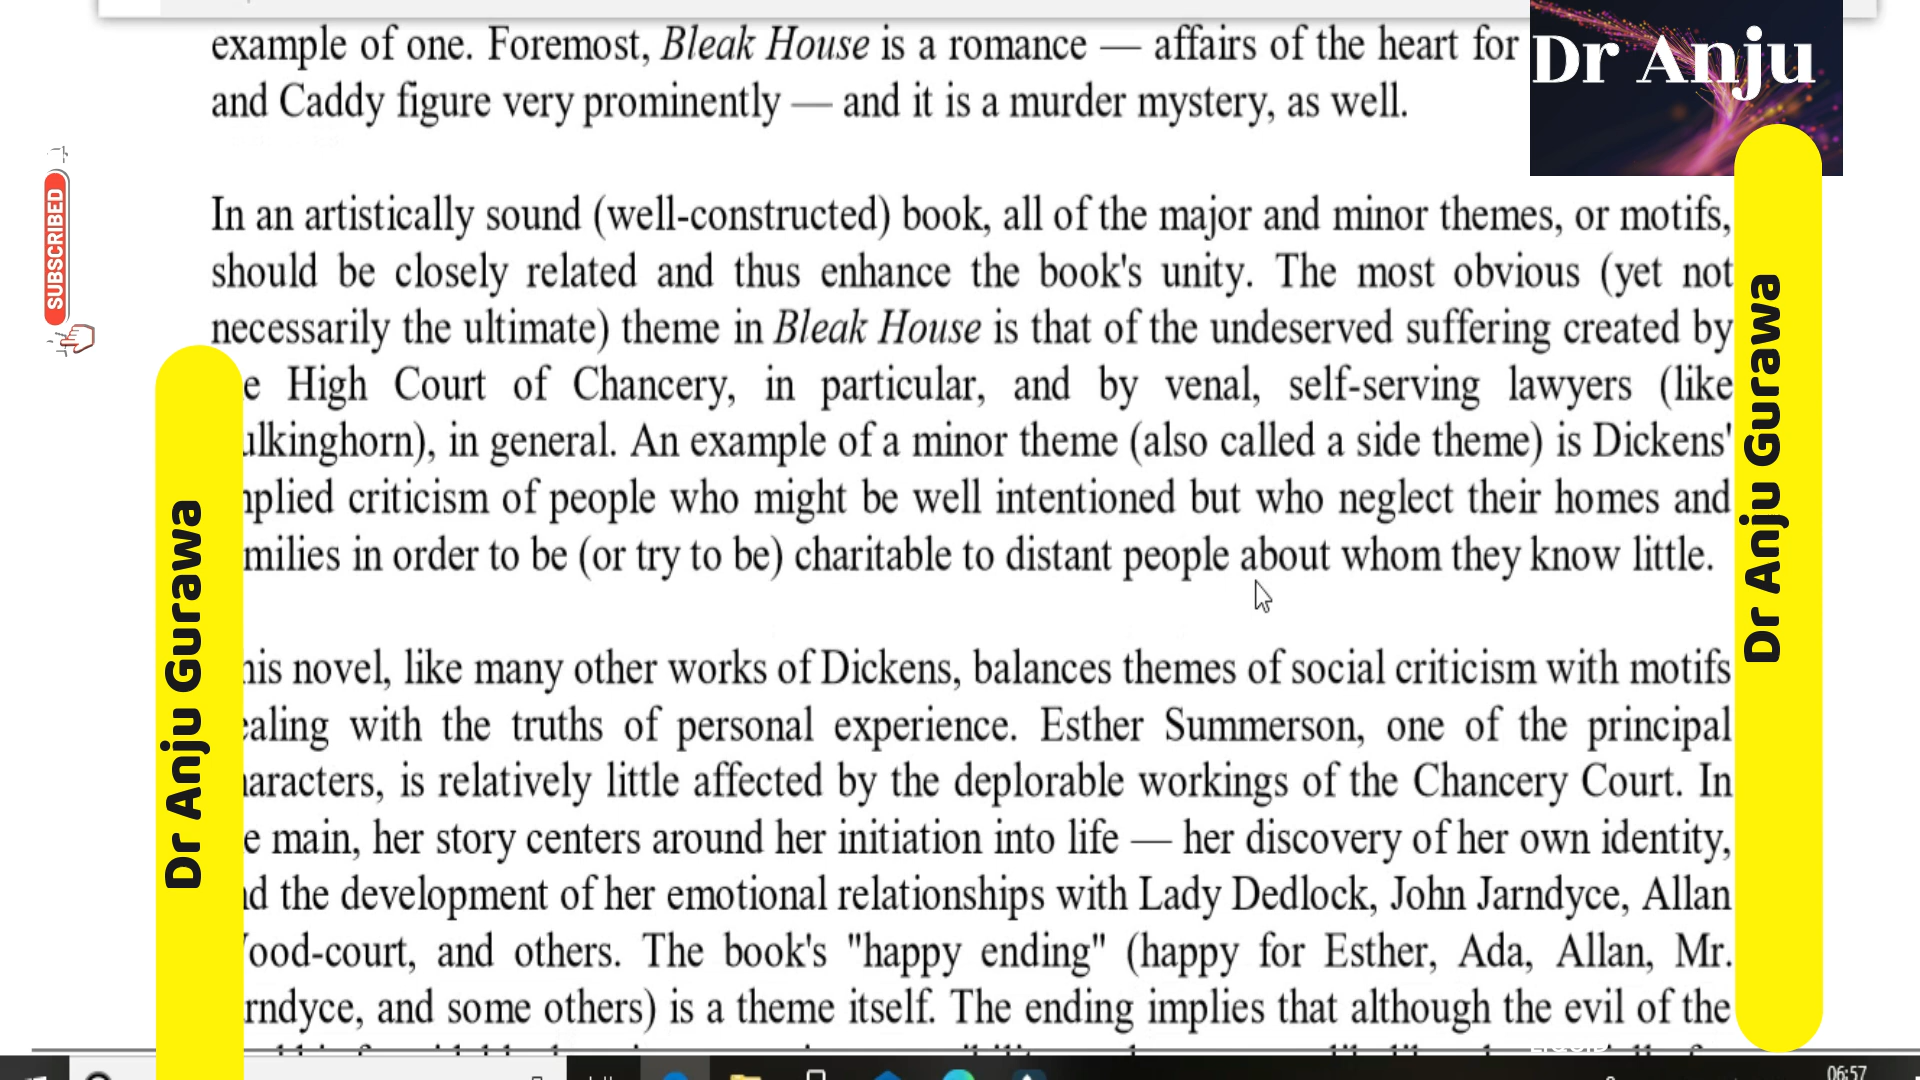 example of one. Foremost, Bleak House is a romance — affairs of the heart for
and Caddy figure very prominently — and it is a murder mystery, as well.
Dr Anju
SUBSCRIBED
In an artistically sound (well-constructed) book, all of the major and minor themes, or motifs,
should be closely related and thus enhance the book's unity. The most obvious (yet not
necessarily the ultimate) theme in Bleak House is that of the undeserved suffering created by
e High Court of Chancery, in particular, and by venal, self-serving lawyers (like
ulkinghorn), in general. An example of a minor theme (also called a side theme) is Dickens'
plied criticism of people who might be well intentioned but who neglect their homes and
milies in order to be (or try to be) charitable to distant people about whom they know little.
Dr Anju Gurawa
Dr Anju Gurawa
his novel, like many other works of Dickens, balances themes of social criticism with motifs
aling with the truths of personal experience. Esther Summerson, one of the principal
aracters, is relatively little affected by the deplorable workings of the Chancery Court. In
e main, her story centers around her initiation into life — her discovery of her own identity,
d the development of her emotional relationships with Lady Dedlock, John Jarndyce, Allan
ood-court, and others. The book's "happy ending" (happy for Esther, Ada, Allan, Mr.
rndyce, and some others) is a theme itself. The ending implies that although the evil of the
06:57